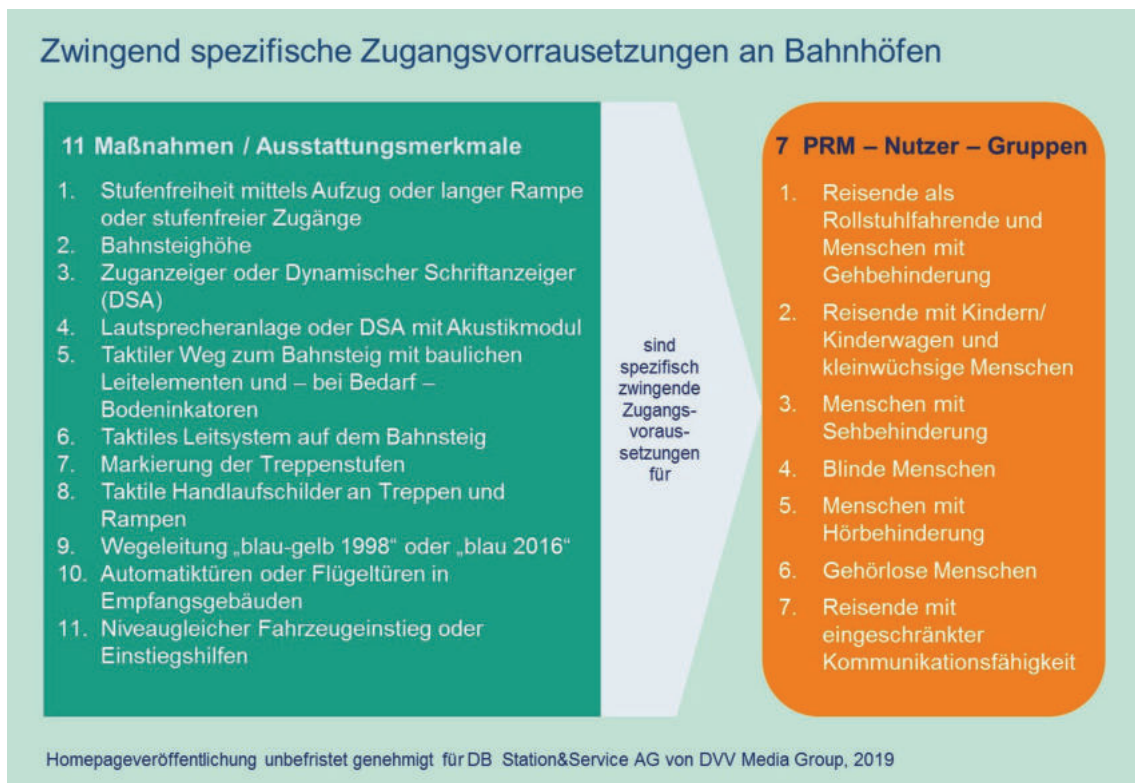 Zwingend spezifische Zugangsvorrausetzungen an Bahnhöfen
11 Maßnahmen / Ausstattungsmerkmale
1. Stufenfreiheit mittels Aufzug oder langer Rampe
oder stufenfreier Zugänge
2. Bahnsteighöhe
3. Zuganzeiger oder Dynamischer Schriftanzeiger
(DSA)
4. Lautsprecheranlage oder DSA mit Akustikmodul
5. Taktiler Weg zum Bahnsteig mit baulichen
Leitelementen und – bei Bedarf –
Bodeninkatoren
6. Taktiles Leitsystem auf dem Bahnsteig
7. Markierung der Treppenstufen
8. Taktile Handlaufschilder an Treppen und
Rampen
9. Wegeleitung „blau-gelb 1998“ oder „blau 2016“
10. Automatiktüren oder Flügeltüren in
Empfangsgebäuden
11. Niveaugleicher Fahrzeugeinstieg oder
Einstiegshilfen
sind
spezifisch
zwingende
Zugangs-
voraus-
setzungen
für
7 PRM – Nutzer – Gruppen
1. Reisende als
Rollstuhlfahrende und
Menschen mit
Gehbehinderung
2. Reisende mit Kindern/
Kinderwagen und
kleinwüchsige Menschen
3. Menschen mit
Sehbehinderung
4. Blinde Menschen
5. Menschen mit
Hörbehinderung
6. Gehörlose Menschen
7. Reisende mit
eingeschränkter
Kommunikationsfähigkeit
Homepageveröffentlichung unbefristet genehmigt für DB Station&Service AG von DVV Media Group, 2019